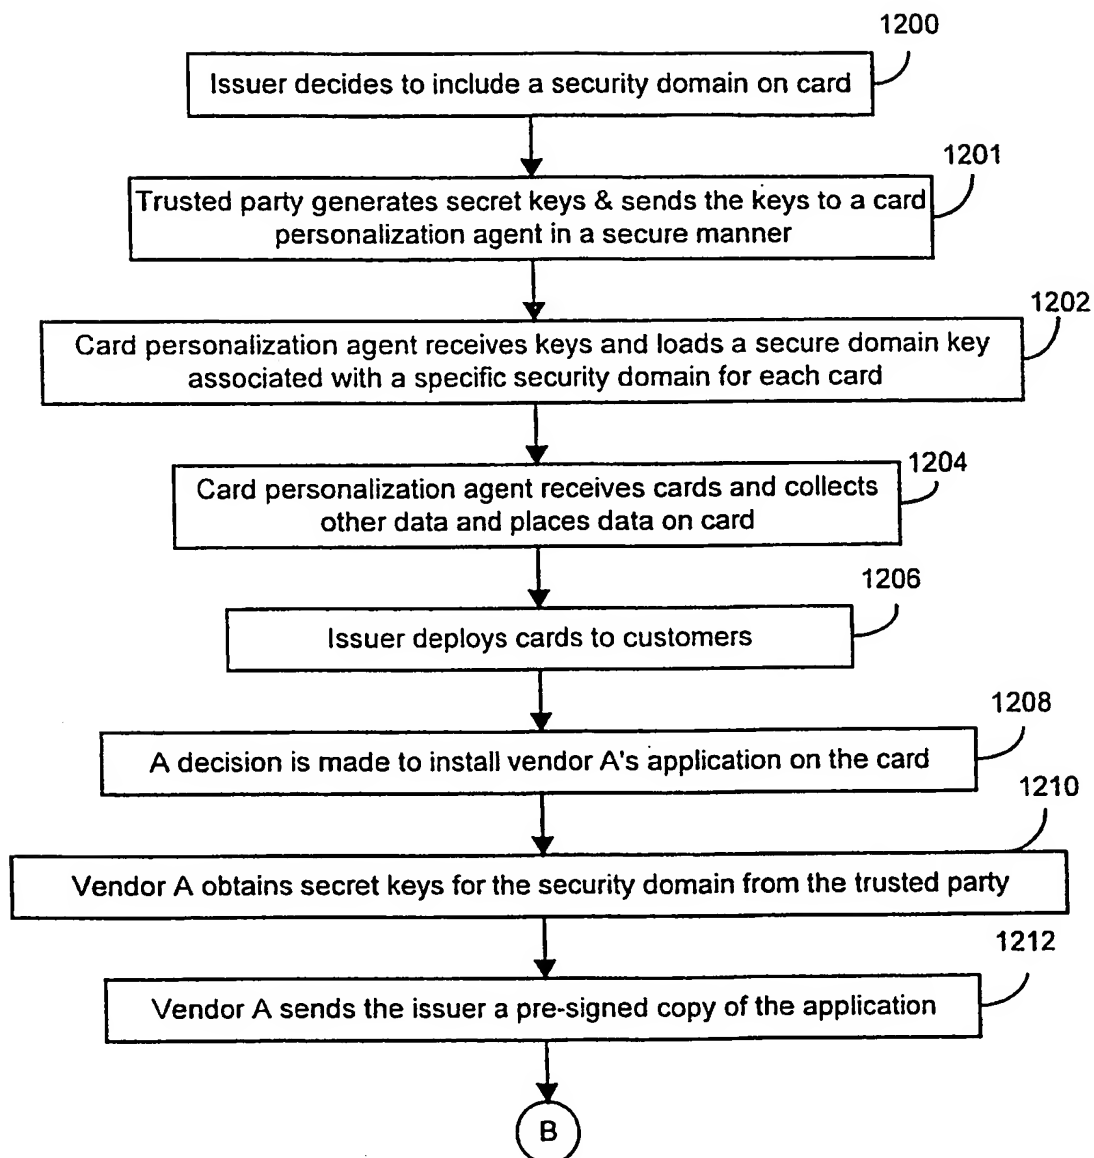 1200
Issuer decides to include a security domain on card
1201
Trusted party generates secret keys & sends the keys to a card
personalization agent in a secure manner
1202
Card personalization agent receives keys and loads a secure domain key
associated with a specific security domain for each card
1204
Card personalization agent receives cards and collects
other data and places data on card
1206
Issuer deploys cards to customers
1208
A decision is made to install vendor A's application on the card
1210
Vendor A obtains secret keys for the security domain from the trusted party
1212
Vendor A sends the issuer a pre-signed copy of the application
B